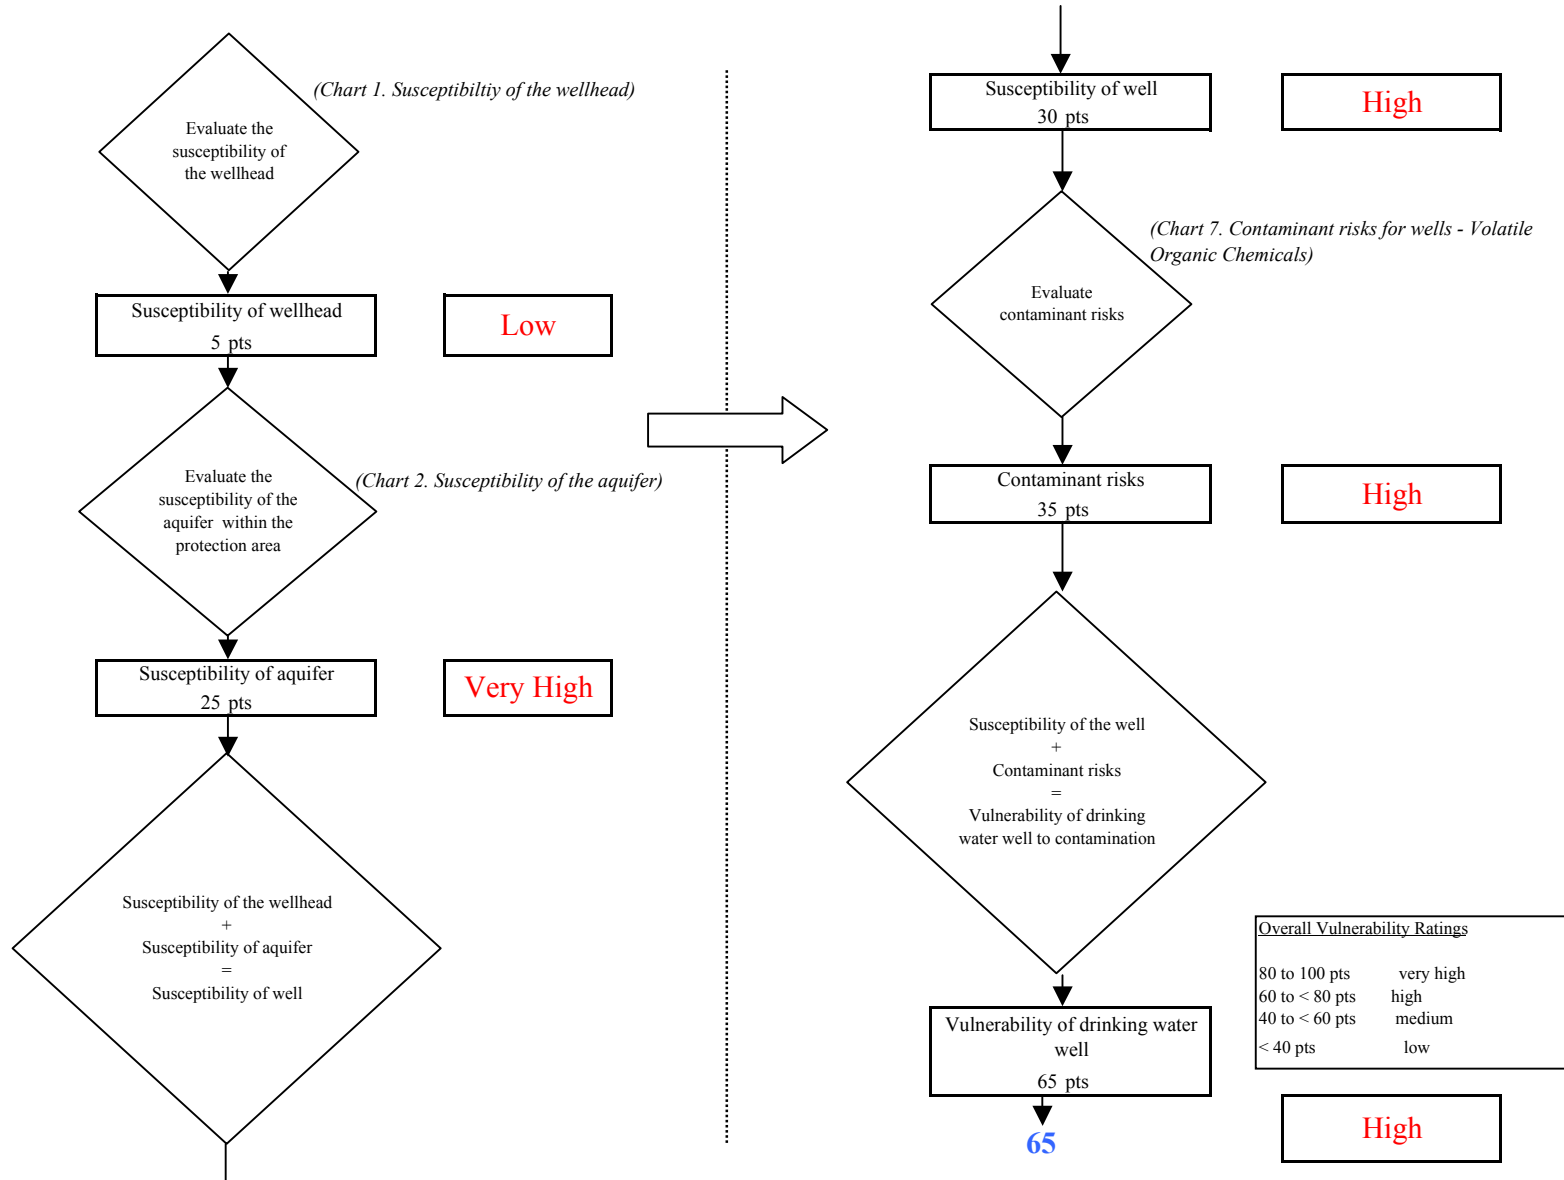 (Chart 1. Susceptibiltiy of the wellhead)
Evaluate the
susceptibility of
the wellhead
Susceptibility of wellhead
5 pts
Low
(Chart 2. Susceptibility of the aquifer)
Evaluate the
susceptibility of the
aquifer within the
protection area
Susceptibility of aquifer
25 pts
Very High
Susceptibility of the wellhead
+
Susceptibility of aquifer
=
Susceptibility of well
Susceptibility of well
30 pts
High
(Chart 7. Contaminant risks for wells - Volatile
Organic Chemicals)
Evaluate
contaminant risks
Contaminant risks
35 pts
High
Susceptibility of the well
+
Contaminant risks
=
Vulnerability of drinking
water well to contamination
Overall Vulnerability Ratings
80 to 100 pts very high
60 to < 80 pts high
40 to < 60 pts medium
< 40 pts low
Vulnerability of drinking water
well
65 pts
65
High